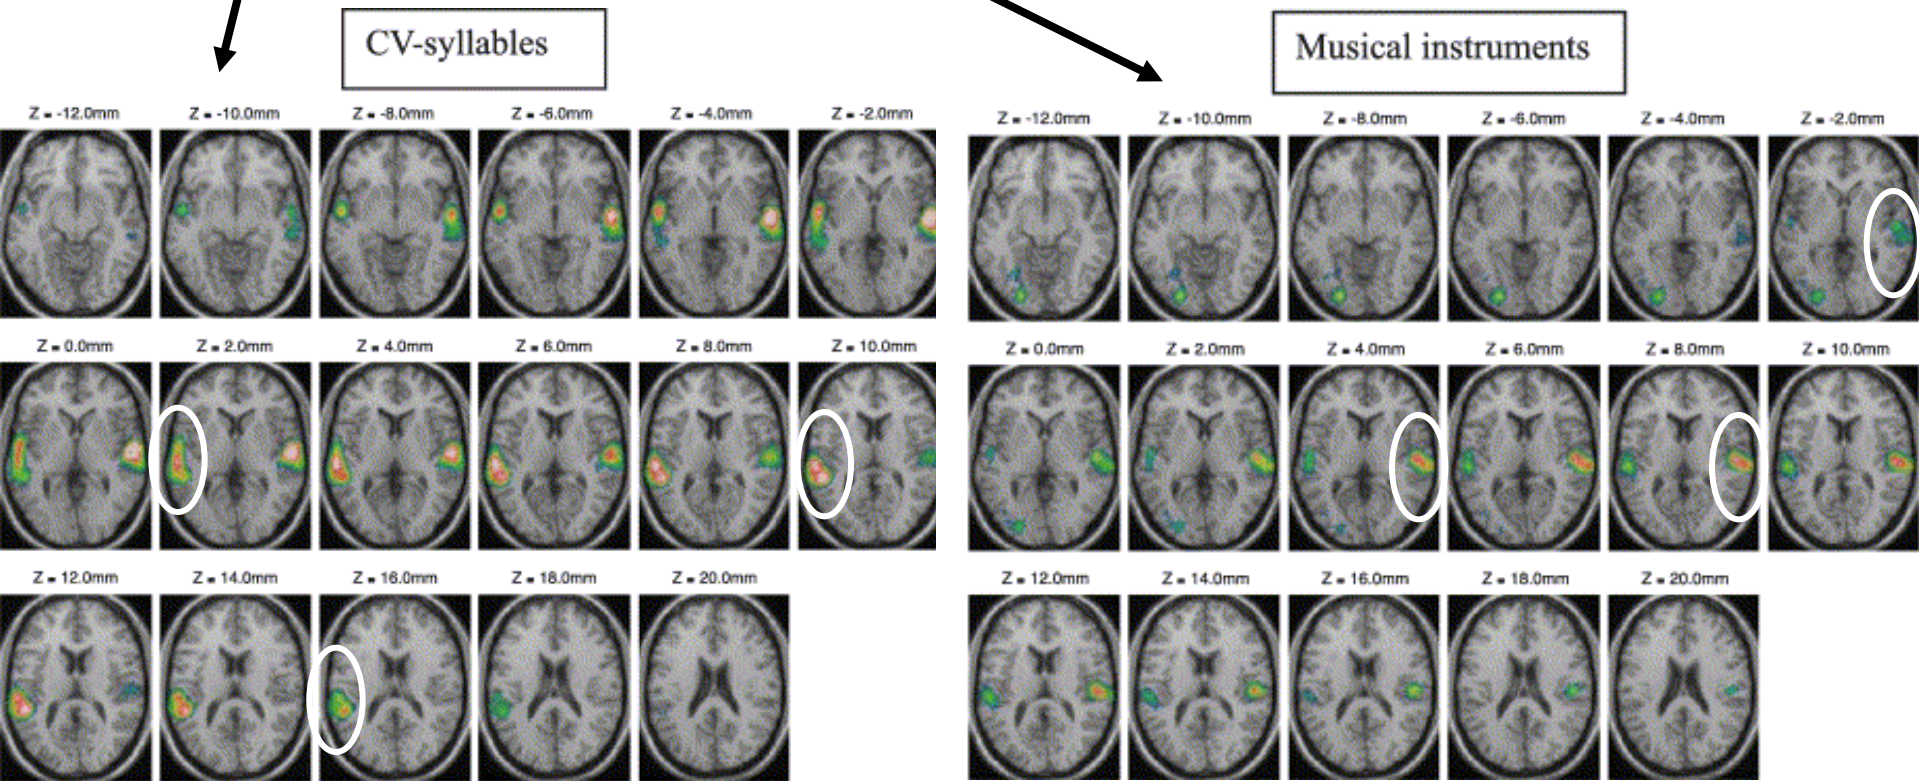 CV-syllables
Z = -12.0mm Z = -10.0mm Z = -8.0mm Z = -6.0mm Z = -4.0mm Z = -2.0mm
Z = 0.0mm Z = 2.0mm Z = 4.0mm Z = 6.0mm Z = 8.0mm Z = 10.0mm
Z = 12.0mm Z = 14.0mm Z = 16.0mm Z = 18.0mm Z = 20.0mm
Musical instruments
Z = -12.0mm Z = -10.0mm Z = -8.0mm Z = -6.0mm Z = -4.0mm Z = -2.0mm
Z = 0.0mm Z = 2.0mm Z = 4.0mm Z = 6.0mm Z = 8.0mm Z = 10.0mm
Z = 12.0mm Z = 14.0mm Z = 16.0mm Z = 18.0mm Z = 20.0mm